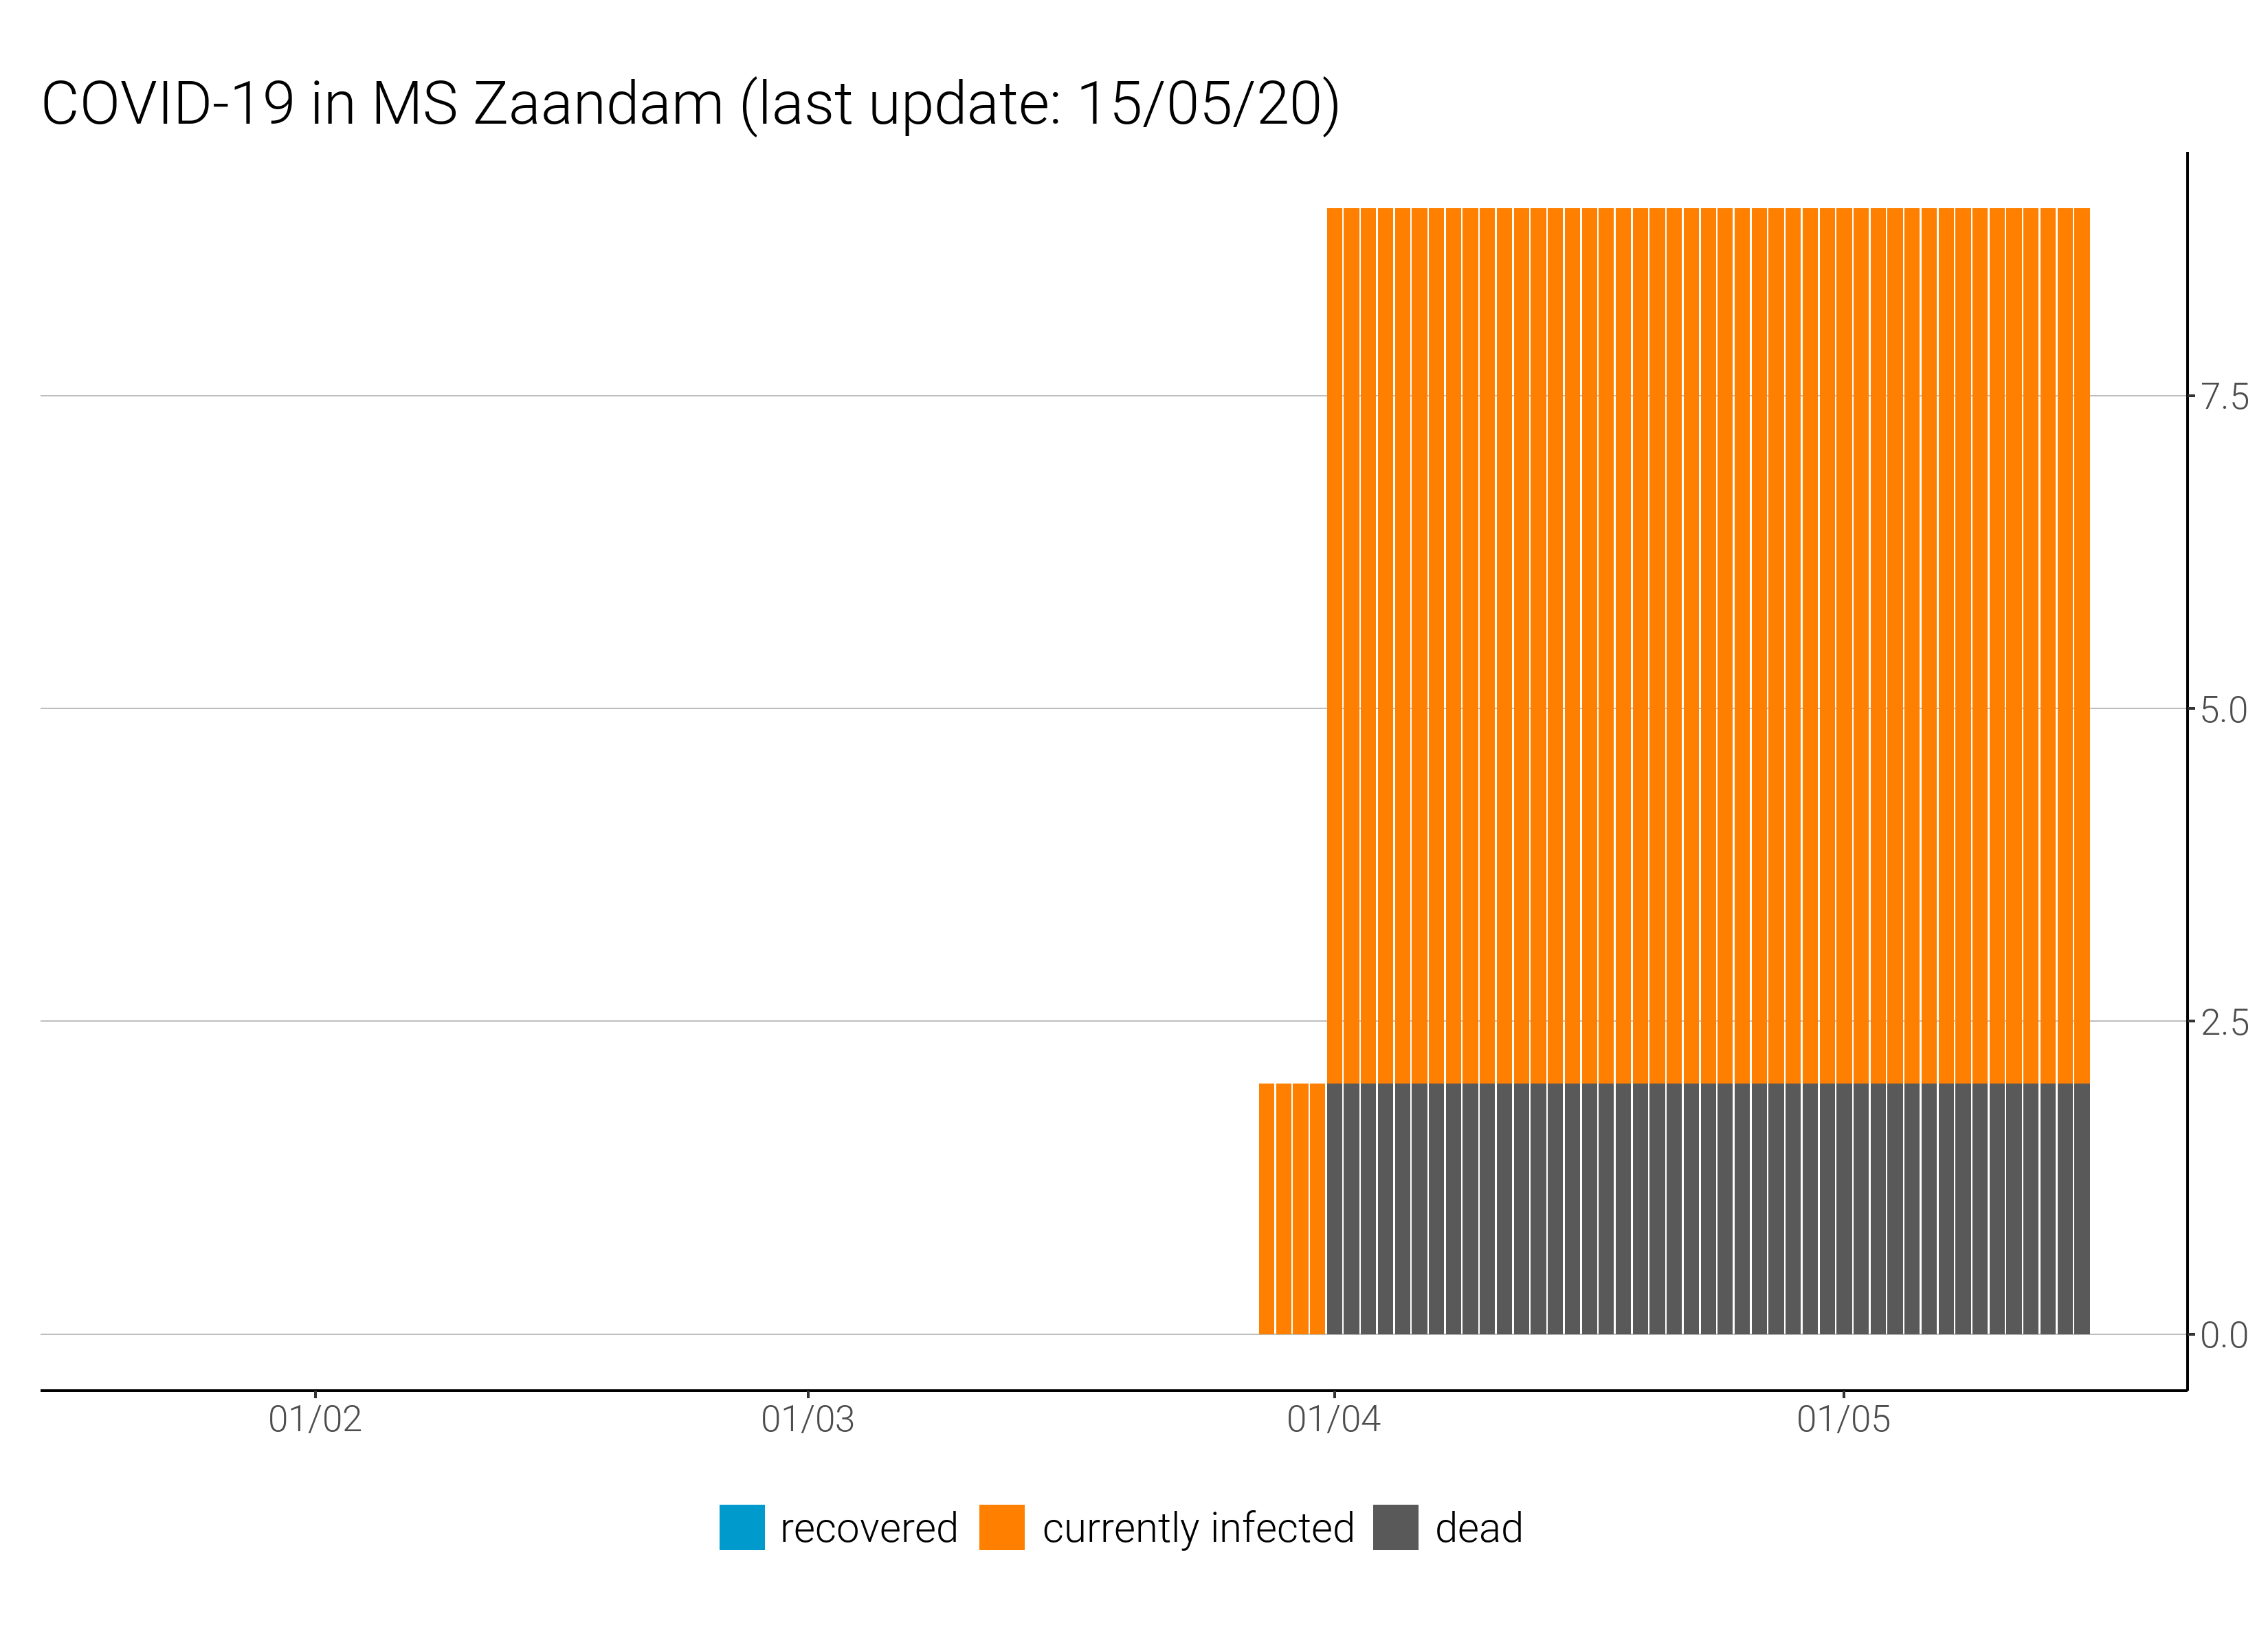 COVID-19 in MS Zaandam (last update: 15/05/20)
7.5
5.0
2.5
0.0
01/02 01/03 01/04 01/05
recovered currently infected dead